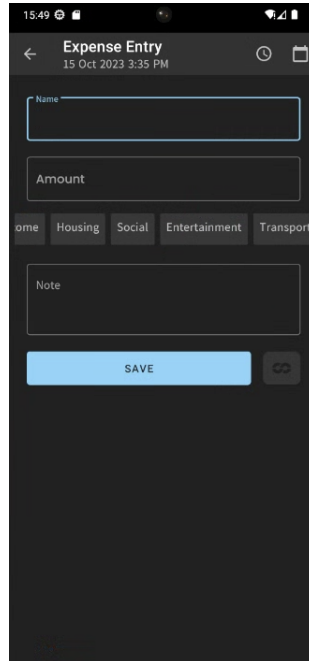 15:49
Expense Entry
15 Oct 2023 3:35 PM
Name
Amount
ome Housing Social Entertainment Transport
Note
SAVE